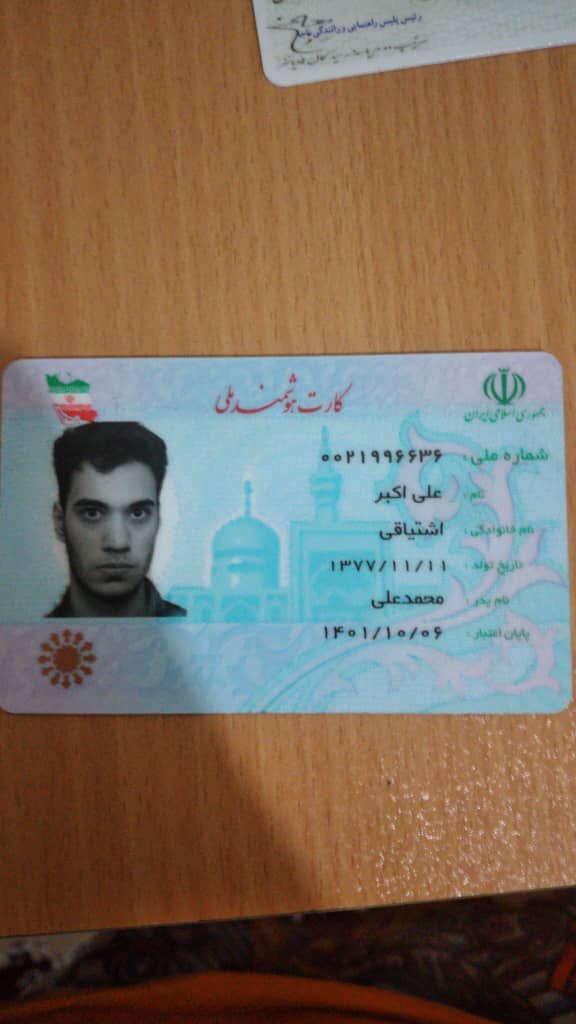 رئیس پلیس راهنمایی و رانندگی ناجا
کارت هوشمند ملی
جمهوری اسلامی ایران
شماره ملی: ۰۰۲۱۹۹۶۶۳۶
نام: علی اکبر
نام خانوادگی: اشتیاقی
تاریخ تولد: ۱۳۷۷/۱۱/۱۱
نام پدر: محمدعلی
پایان اعتبار: ۱۴۰۱/۱۰/۰۶